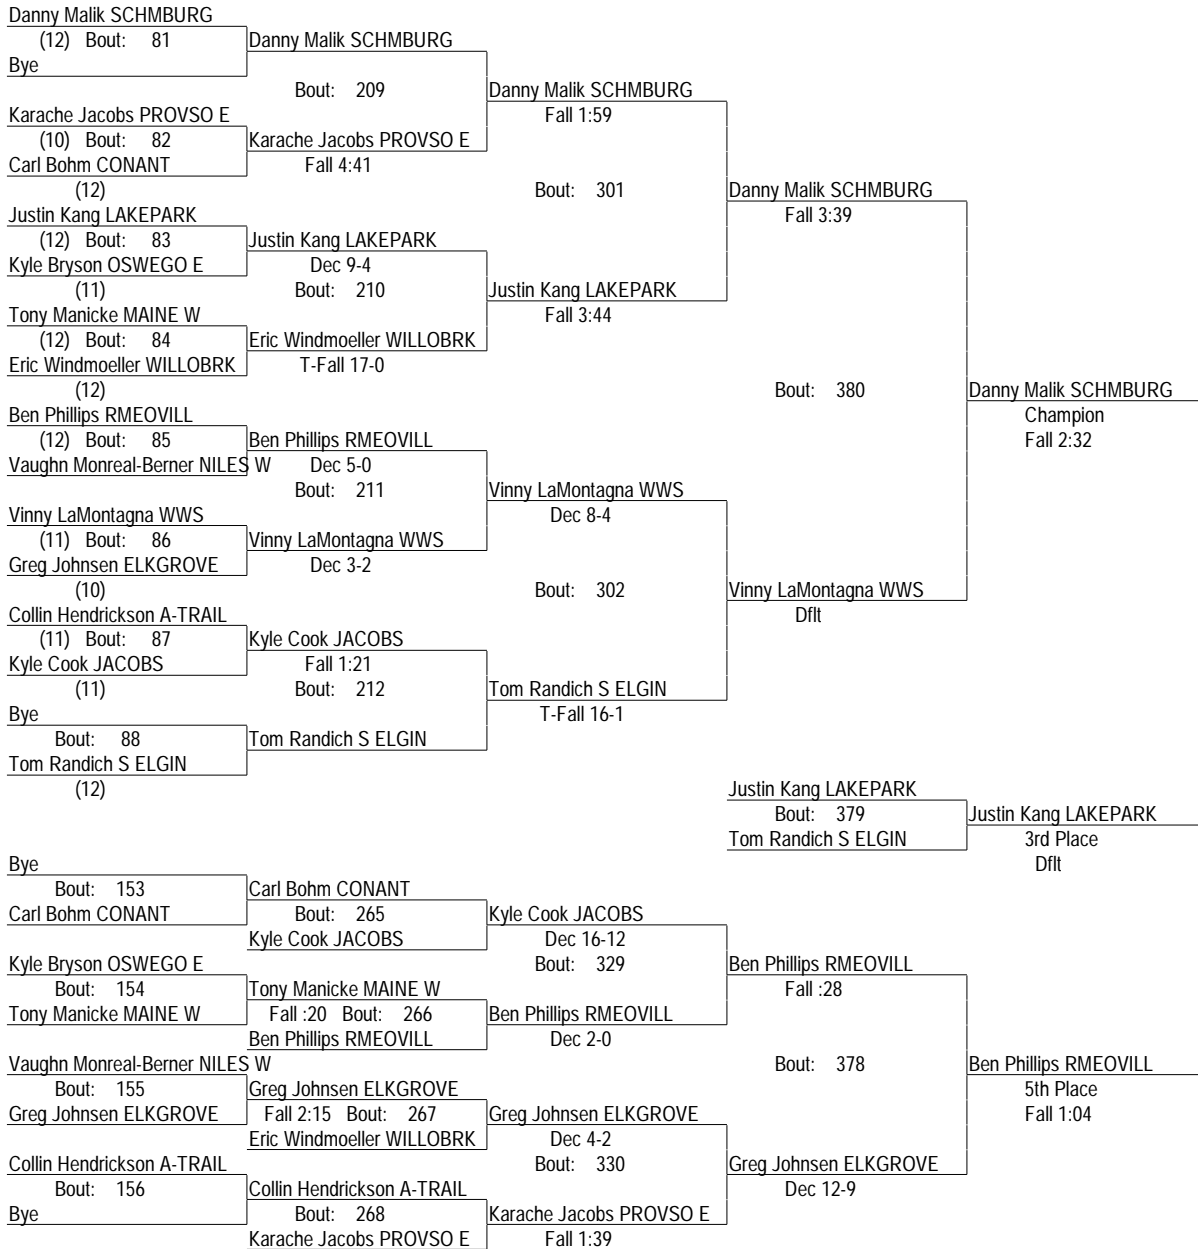 Danny Malik SCHMBURG
(12) Bout: 81 Danny Malik SCHMBURG
Bye
Bout: 209 Danny Malik SCHMBURG
Karache Jacobs PROVSO E Fall 1:59
(10) Bout: 82 Karache Jacobs PROVSO E
Carl Bohm CONANT Fall 4:41
(12) Bout: 301 Danny Malik SCHMBURG
Justin Kang LAKEPARK Fall 3:39
(12) Bout: 83 Justin Kang LAKEPARK
Kyle Bryson OSWEGO E Dec 9-4
(11) Bout: 210 Justin Kang LAKEPARK
Tony Manicke MAINE W Fall 3:44
(12) Bout: 84 Eric Windmoeller WILLOBRK
Eric Windmoeller WILLOBRK T-Fall 17-0
(12) Bout: 380 Danny Malik SCHMBURG
Ben Phillips RMEOVILL Champion
(12) Bout: 85 Ben Phillips RMEOVILL Fall 2:32
Vaughn Monreal-Berner NILES W Dec 5-0
Bout: 211 Vinny LaMontagna WWS
Vinny LaMontagna WWS Dec 8-4
(11) Bout: 86 Vinny LaMontagna WWS
Greg Johnsen ELKGROVE Dec 3-2
(10) Bout: 302 Vinny LaMontagna WWS
Collin Hendrickson A-TRAIL Dflt
(11) Bout: 87 Kyle Cook JACOBS
Kyle Cook JACOBS Fall 1:21
(11) Bout: 212 Tom Randich S ELGIN
Bye T-Fall 16-1
Bout: 88 Tom Randich S ELGIN
Tom Randich S ELGIN
(12) Justin Kang LAKEPARK
Bout: 379 Justin Kang LAKEPARK
Tom Randich S ELGIN 3rd Place
Bye Dflt
Bout: 153 Carl Bohm CONANT
Carl Bohm CONANT Bout: 265 Kyle Cook JACOBS
Kyle Cook JACOBS Dec 16-12
Kyle Bryson OSWEGO E Bout: 329 Ben Phillips RMEOVILL
Bout: 154 Tony Manicke MAINE W Fall :28
Tony Manicke MAINE W Fall :20 Bout: 266 Ben Phillips RMEOVILL
Ben Phillips RMEOVILL Dec 2-0
Vaughn Monreal-Berner NILES W Bout: 378 Ben Phillips RMEOVILL
Bout: 155 Greg Johnsen ELKGROVE 5th Place
Greg Johnsen ELKGROVE Fall 2:15 Bout: 267 Greg Johnsen ELKGROVE Fall 1:04
Eric Windmoeller WILLOBRK Dec 4-2
Collin Hendrickson A-TRAIL Bout: 330 Greg Johnsen ELKGROVE
Bout: 156 Collin Hendrickson A-TRAIL Dec 12-9
Bye Bout: 268 Karache Jacobs PROVSO E
Karache Jacobs PROVSO E Fall 1:39